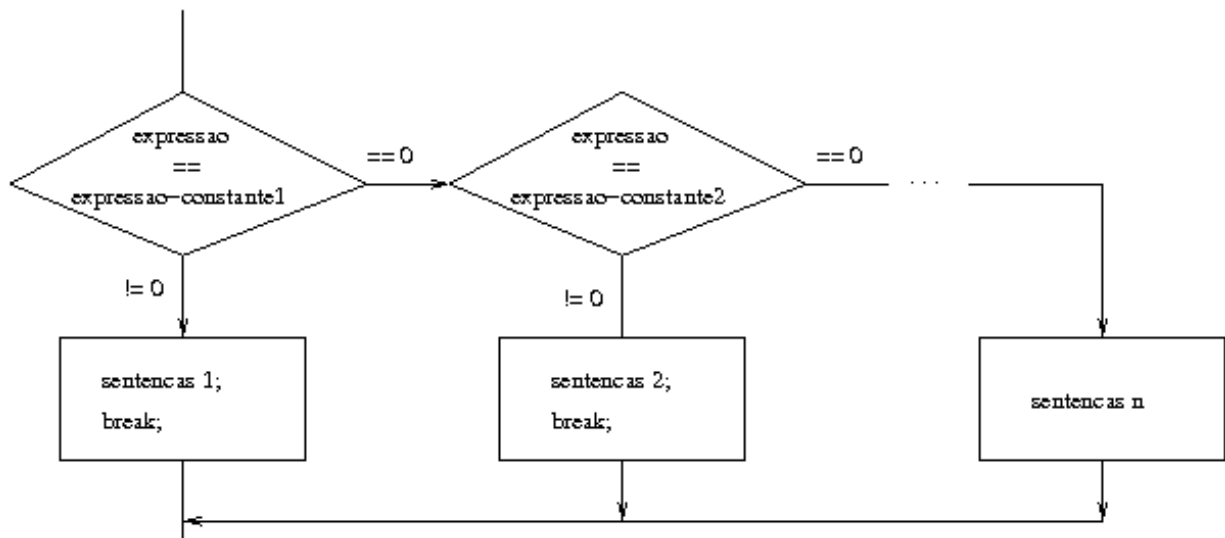 expressao
==
expressao-constante1
== 0
expressao
==
expressao-constante2
== 0
...
!= 0
!= 0
sentencas 1;
break;
sentencas 2;
break;
sentencas n